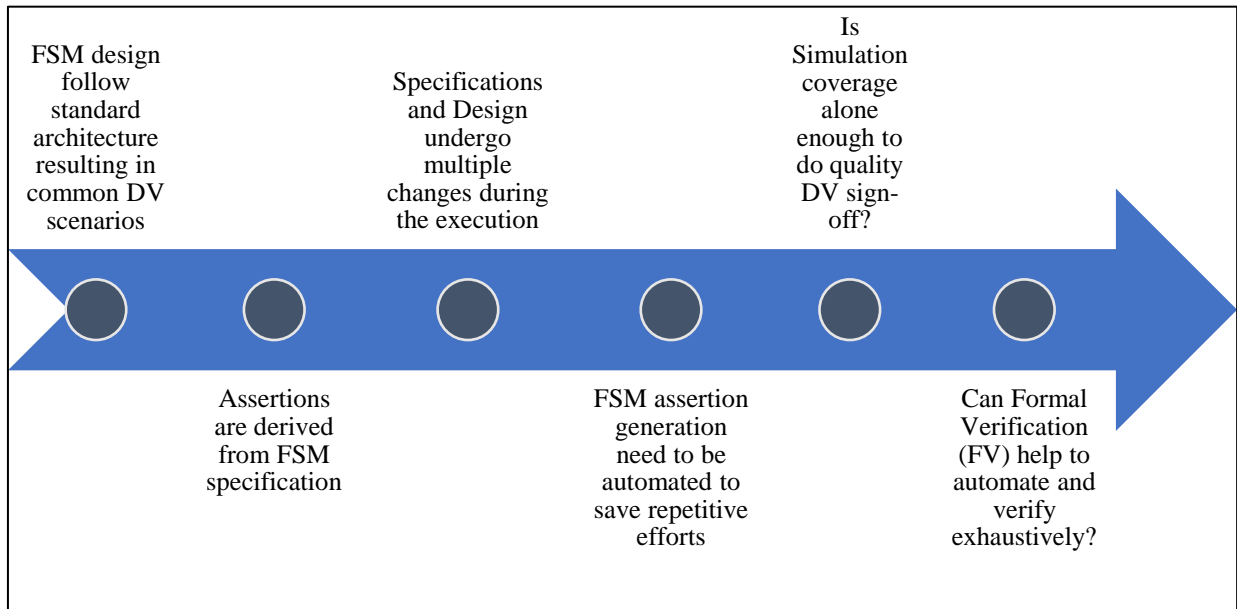 FSM design
follow
standard
architecture
resulting in
common DV
scenarios
Assertions
are derived
from FSM
specification
Specifications
and Design
undergo
multiple
changes during
the execution
FSM assertion
generation
need to be
automated to
save repetitive
efforts
Is
Simulation
coverage
alone
enough to
do quality
DV sign-
off?
Can Formal
Verification
(FV) help to
automate and
verify
exhaustively?